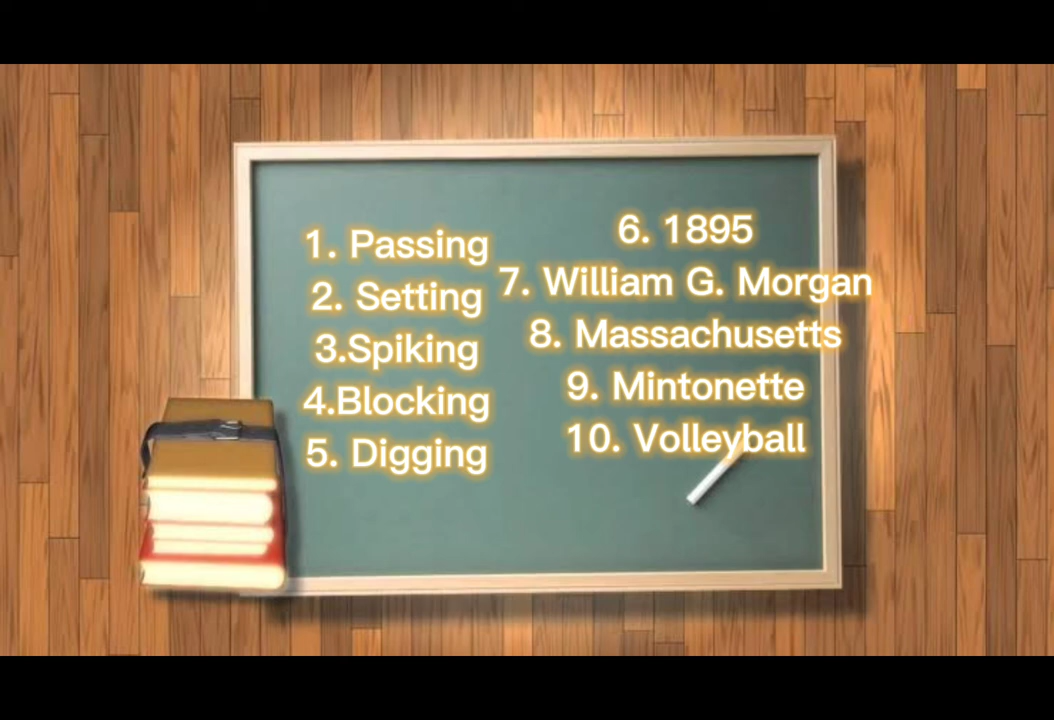 1. Passing
2. Setting
3.Spiking
4.Blocking
5. Digging
6. 1895
7. William G. Morgan
8. Massachusetts
9. Mintonette
10. Volleyball